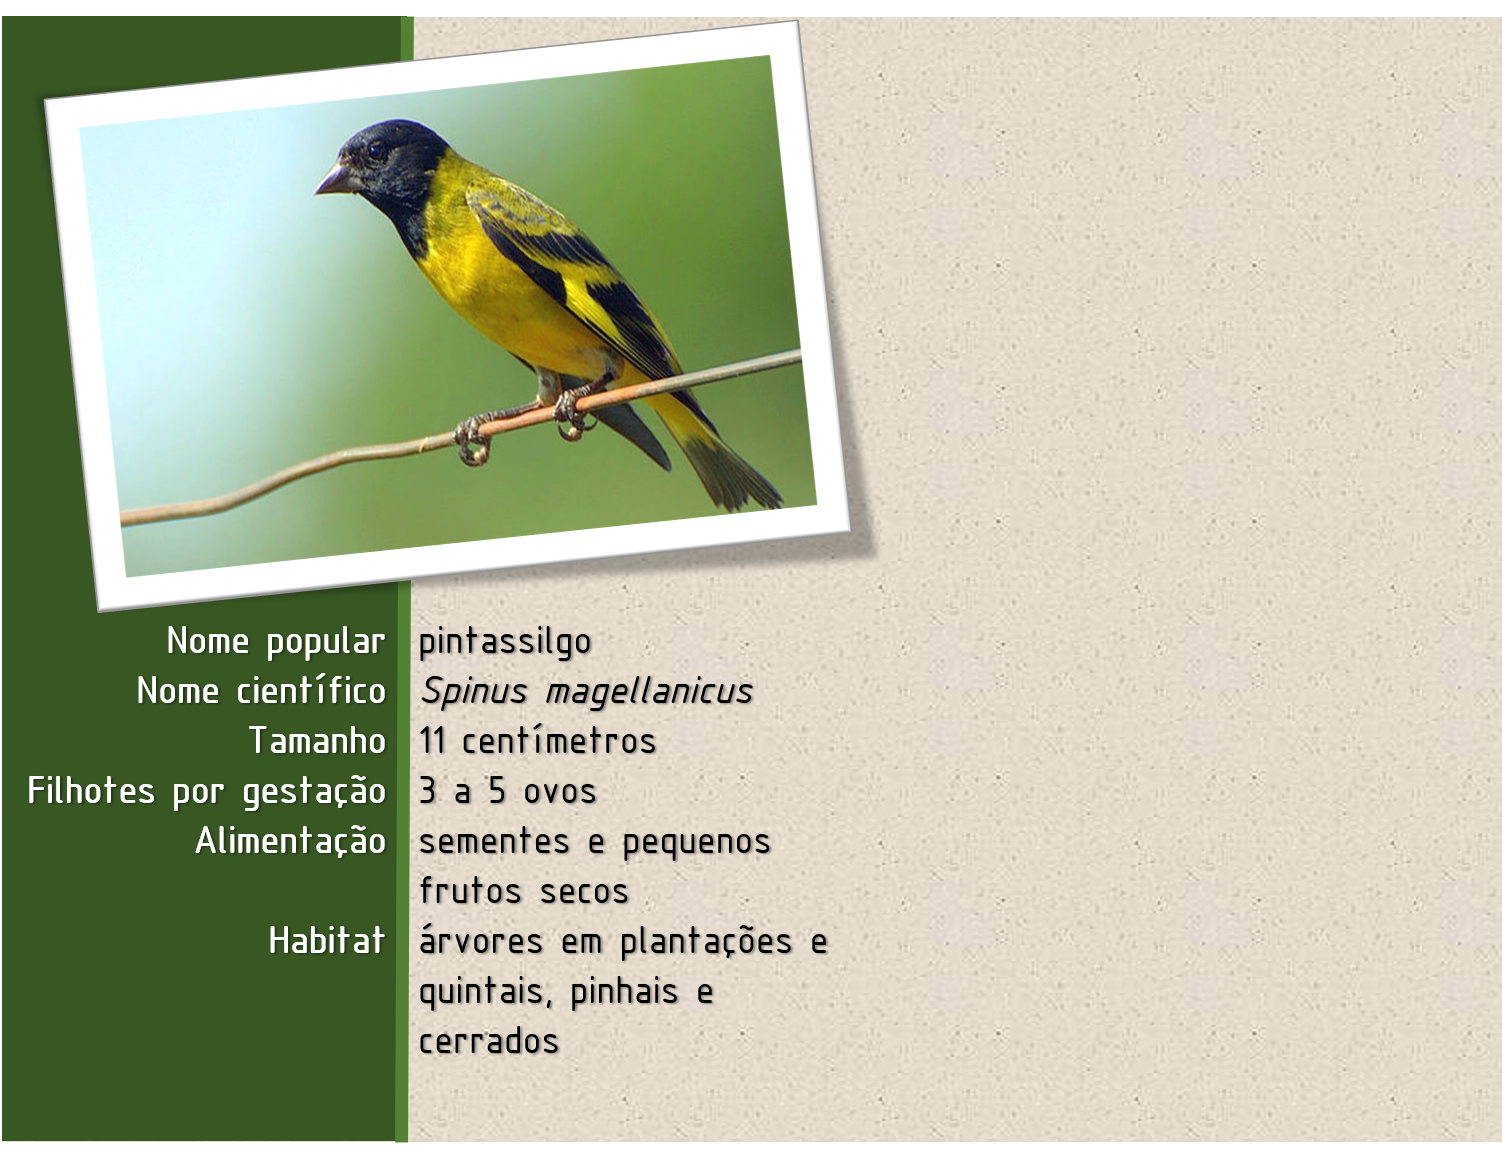 Nome popular pintassilgo
Nome científico Spinus magellanicus
Tamanho 11 centímetros
Filhotes por gestação 3 a 5 ovos
Alimentação sementes e pequenos
frutos secos
Habitat árvores em plantações e
quintais, pinhais e
cerrados